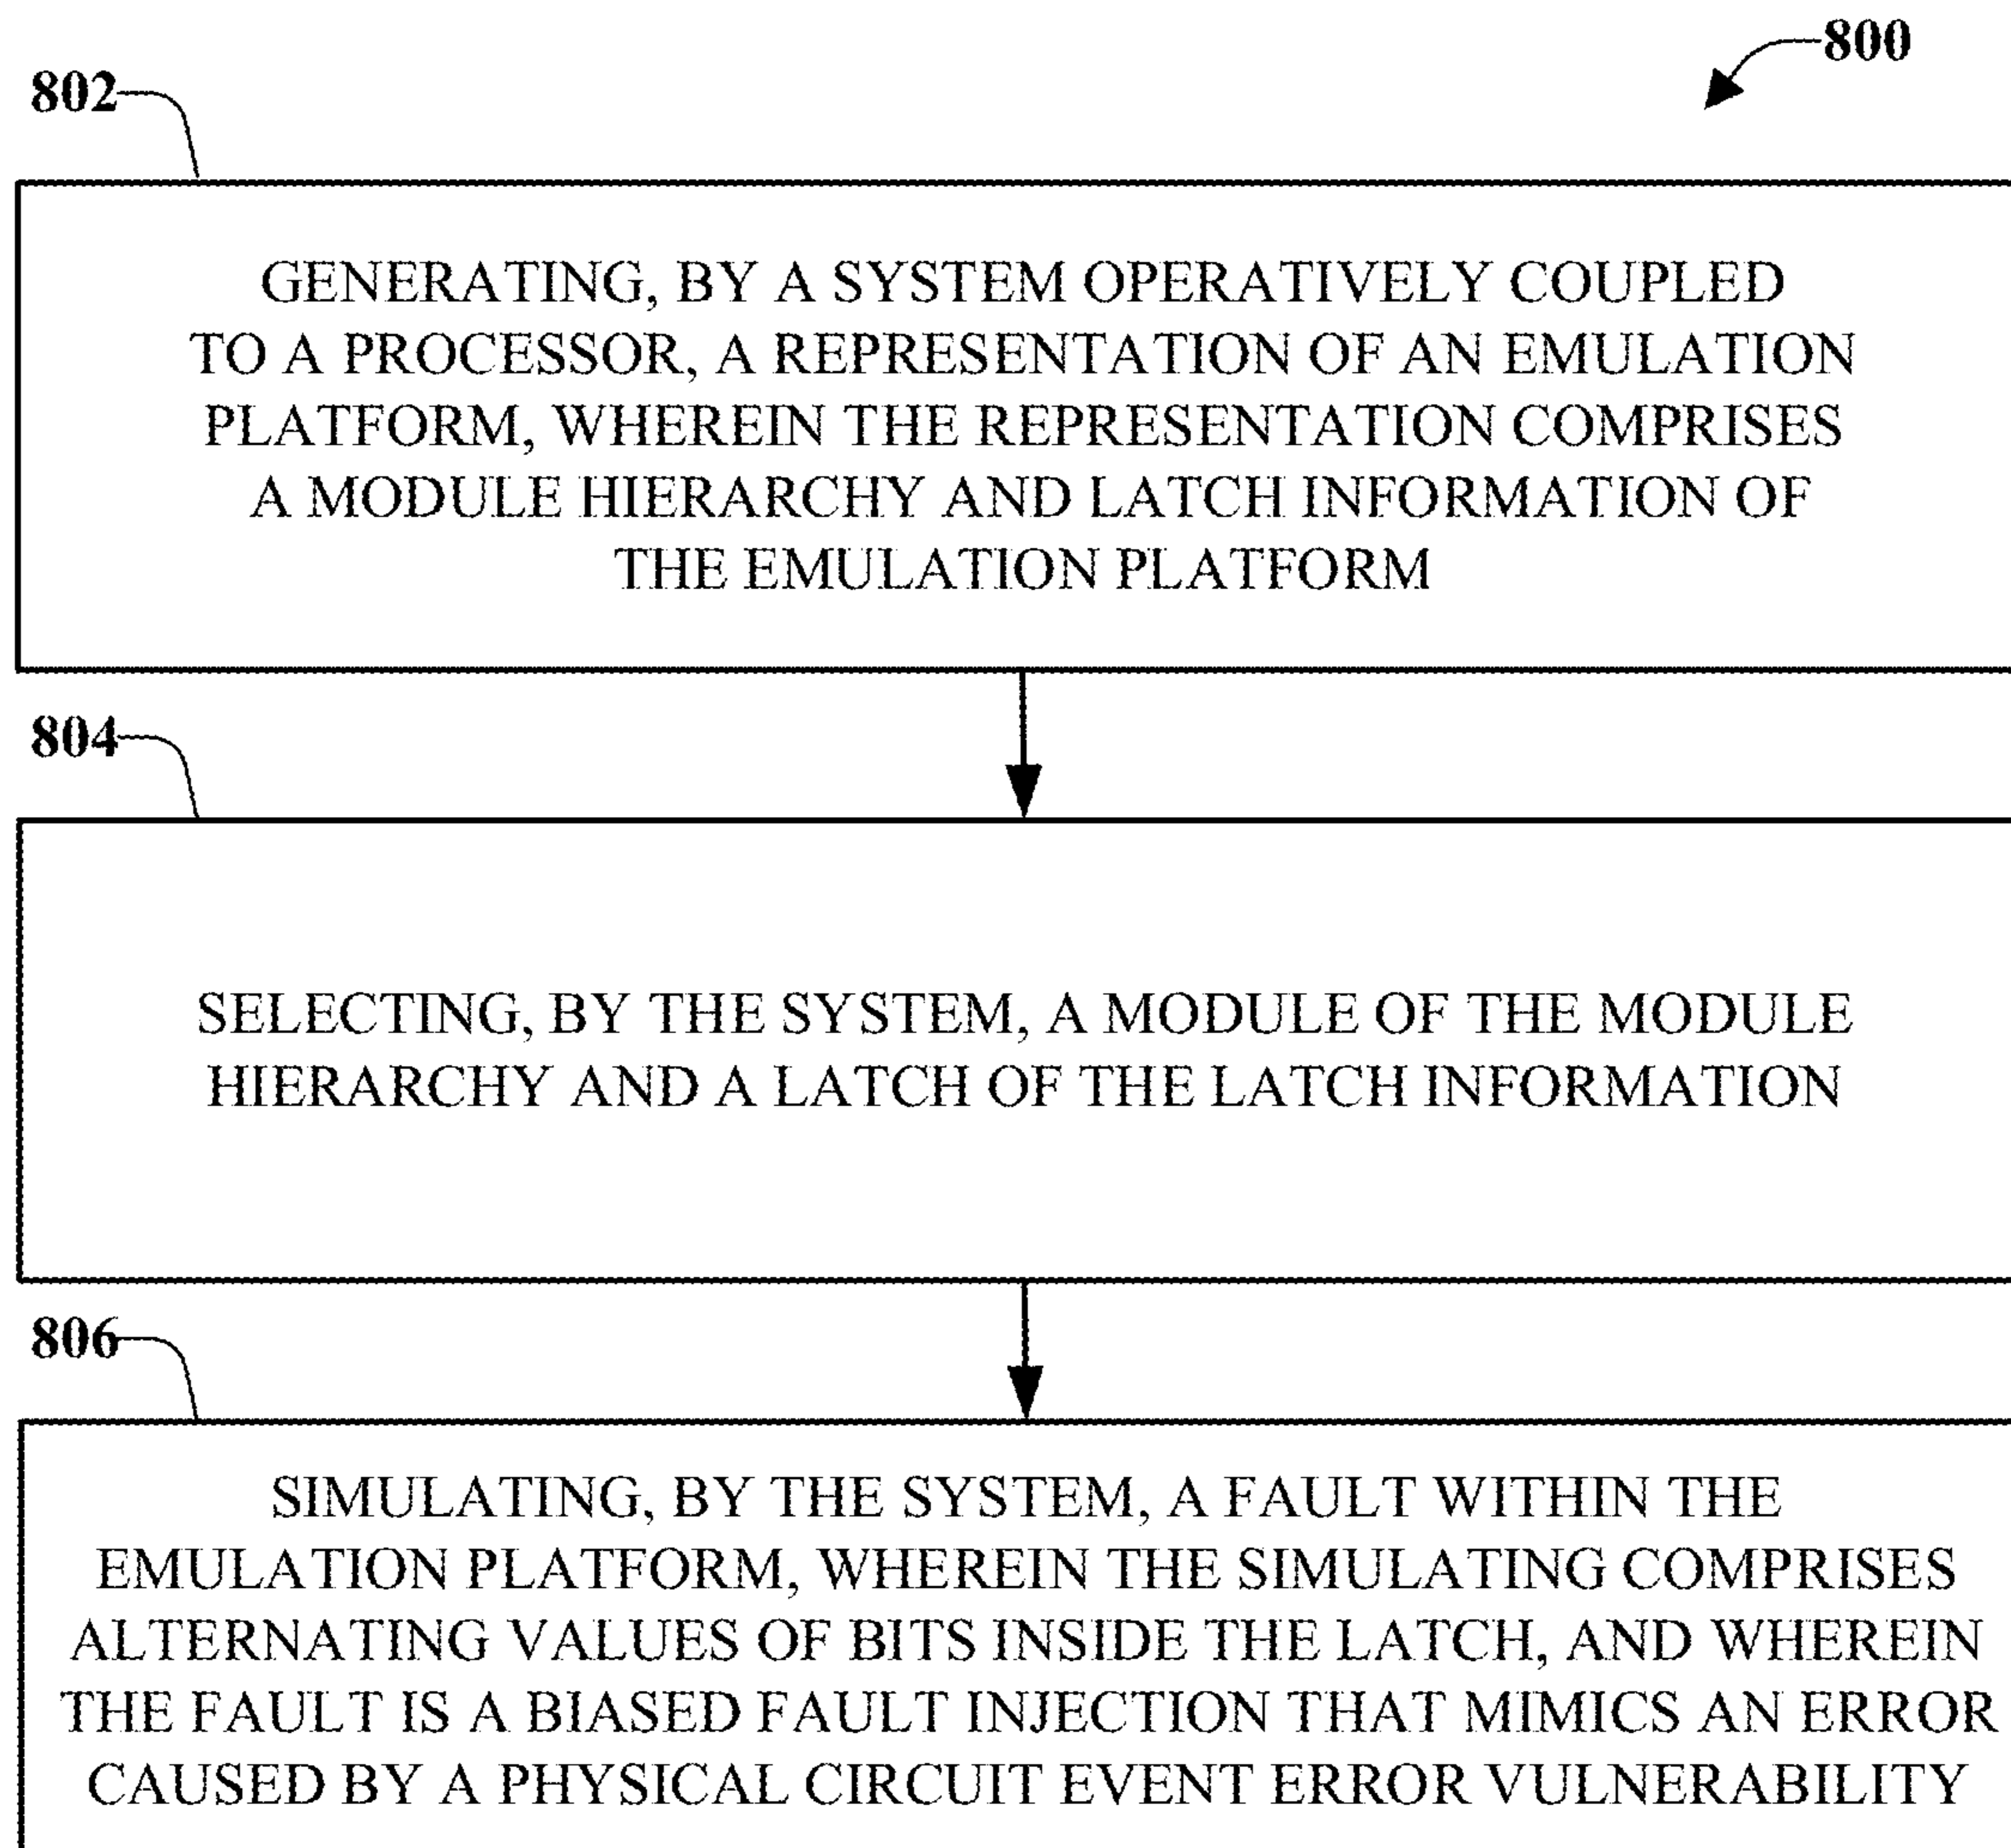 800
802
GENERATING, BY A SYSTEM OPERATIVELY COUPLED
TO A PROCESSOR, A REPRESENTATION OF AN EMULATION
PLATFORM, WHEREIN THE REPRESENTATION COMPRISES
A MODULE HIERARCHY AND LATCH INFORMATION OF
THE EMULATION PLATFORM
804
SELECTING, BY THE SYSTEM, A MODULE OF THE MODULE
HIERARCHY AND A LATCH OF THE LATCH INFORMATION
806
SIMULATING, BY THE SYSTEM, A FAULT WITHIN THE
EMULATION PLATFORM, WHEREIN THE SIMULATING COMPRISES
ALTERNATING VALUES OF BITS INSIDE THE LATCH, AND WHEREIN
THE FAULT IS A BIASED FAULT INJECTION THAT MIMICS AN ERROR
CAUSED BY A PHYSICAL CIRCUIT EVENT ERROR VULNERABILITY